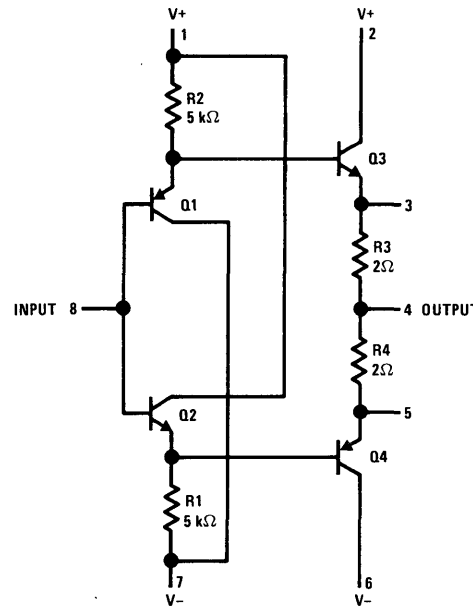 V+
1
V+
2
R2
5 kΩ
Q3
3
Q1
R3
2Ω
INPUT 8
4 OUTPUT
R4
2Ω
Q2
5
Q4
R1
5 kΩ
7
V-
6
V-